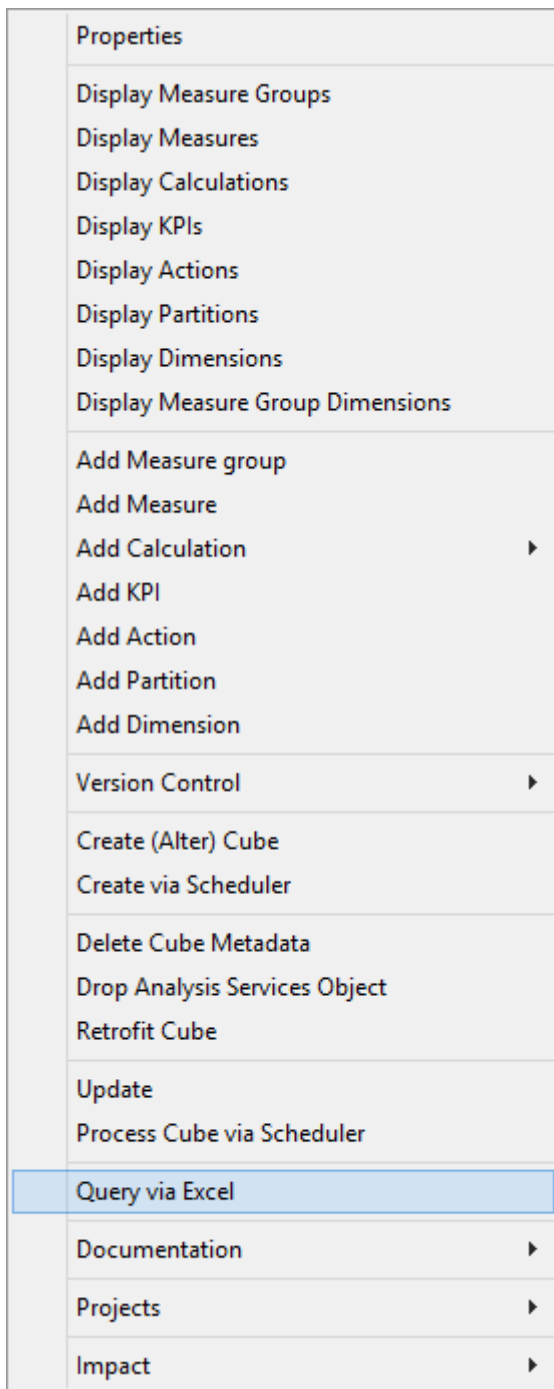 Properties
Display Measure Groups
Display Measures
Display Calculations
Display KPIs
Display Actions
Display Partitions
Display Dimensions
Display Measure Group Dimensions
Add Measure group
Add Measure
Add Calculation
Add KPI
Add Action
Add Partition
Add Dimension
Version Control
Create (Alter) Cube
Create via Scheduler
Delete Cube Metadata
Drop Analysis Services Object
Retrofit Cube
Update
Process Cube via Scheduler
Query via Excel
Documentation
Projects
Impact